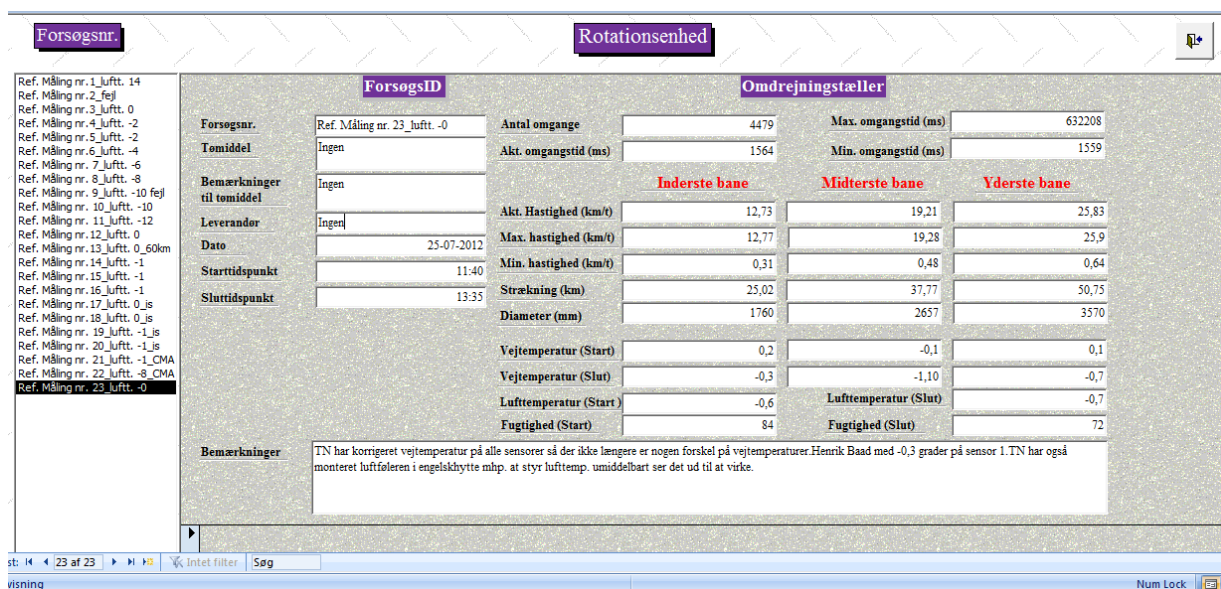 Forsøgsnr.
Rotationsenhed
Ref. Måling nr.1_luftt. 14
Ref. Måling nr.2_fejl
Ref. Måling nr.3_luftt. 0
Ref. Måling nr.4_luftt. -2
Ref. Måling nr.5_luftt. -2
Ref. Måling nr.6_luftt. -4
Ref. Måling nr. 7_luftt. -6
Ref. Måling nr. 8_luftt. -8
Ref. Måling nr. 9_luftt. -10 fejl
Ref. Måling nr. 10_luftt. -10
Ref. Måling nr. 11_luftt. -12
Ref. Måling nr.12_luftt. 0
Ref. Måling nr.13_luftt. 0_60km
Ref. Måling nr.14_luftt. -1
Ref. Måling nr.15_luftt. -1
Ref. Måling nr.16_luftt. -1
Ref. Måling nr.17_luftt. 0_is
Ref. Måling nr.18_luftt. 0_is
Ref. Måling nr. 19_luftt. -1_is
Ref. Måling nr. 20_luftt. -1_is
Ref. Måling nr. 21_luftt. -1_CMA
Ref. Måling nr. 22_luftt. -8_CMA
Ref. Måling nr. 23_luftt. -0
ForsøgsID
Forsøgsnr. Ref. Måling nr. 23_luftt. -0
Tømiddel Ingen
Bemærkninger til tømiddel Ingen
Leverandør Ingen
Dato 25-07-2012
Starttidspunkt 11:40
Sluttidspunkt 13:35
Omdrejningstæller
Antal omgange 4479 Max. omgangstid (ms) 632208
Akt. omgangstid (ms) 1564 Min. omgangstid (ms) 1559
Inderste bane Midterste bane Yderste bane
Akt. Hastighed (km/t) 12,73 19,21 25,83
Max. hastighed (km/t) 12,77 19,28 25,9
Min. hastighed (km/t) 0,31 0,48 0,64
Strækning (km) 25,02 37,77 50,75
Diameter (mm) 1760 2657 3570
Vejtemperatur (Start) 0,2 -0,1 0,1
Vejtemperatur (Slut) -0,3 -1,10 -0,7
Lufttemperatur (Start ) -0,6 Lufttemperatur (Slut) -0,7
Fugtighed (Start) 84 Fugtighed (Slut) 72
Bemærkninger TN har korrigeret vejtemperatur på alle sensorer så der ikke længere er nogen forskel på vejtemperaturer.Henrik Baad med -0,3 grader på sensor 1.TN har også
monteret luftføleren i engelskhytte mhp. at styr lufttemp. umiddelbart ser det ud til at virke.
st: 23 af 23 Intet filter Søg
visning Num Lock